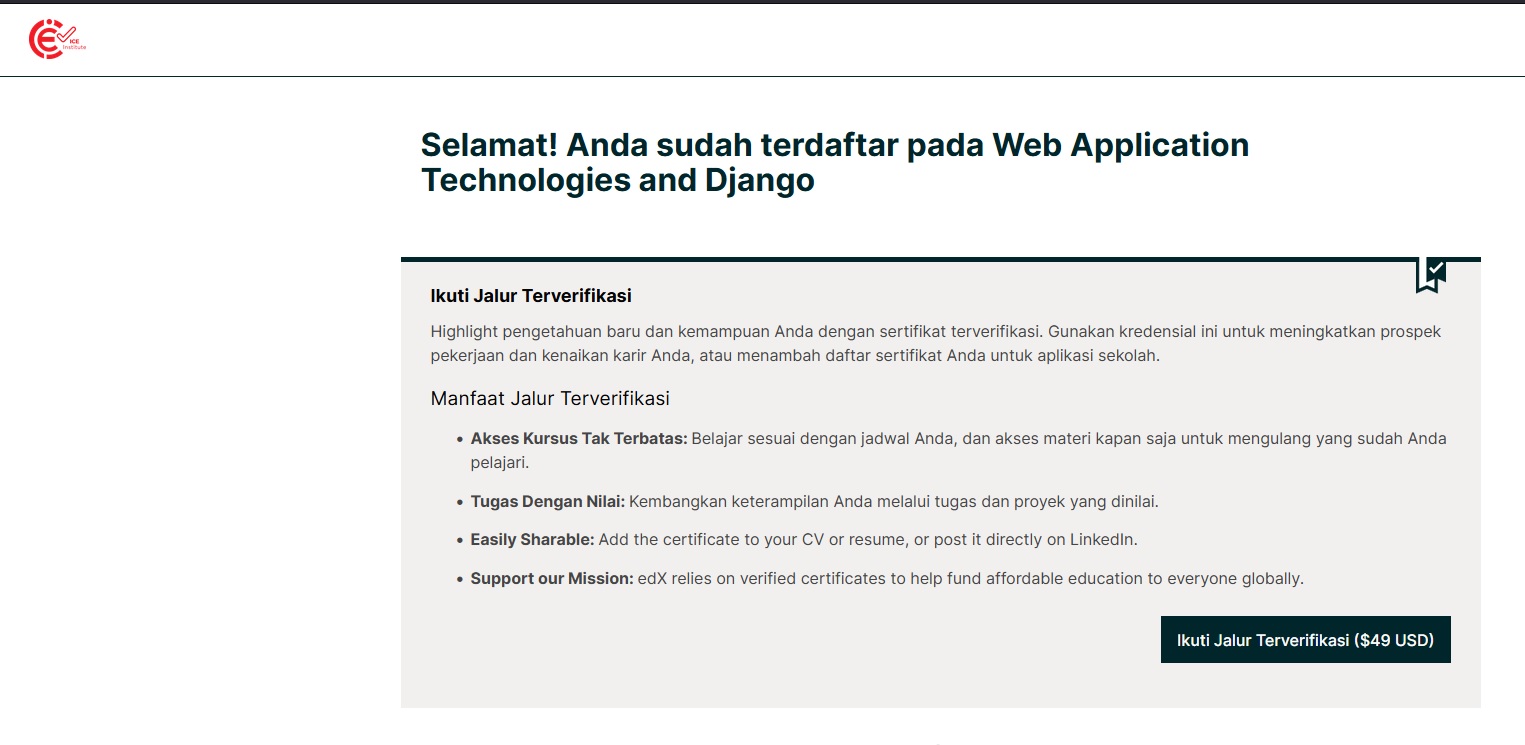 ICE
Institute
Selamat! Anda sudah terdaftar pada Web Application
Technologies and Django
Ikuti Jalur Terverifikasi
Highlight pengetahuan baru dan kemampuan Anda dengan sertifikat terverifikasi. Gunakan kredensial ini untuk meningkatkan prospek
pekerjaan dan kenaikan karir Anda, atau menambah daftar sertifikat Anda untuk aplikasi sekolah.
Manfaat Jalur Terverifikasi
• Akses Kursus Tak Terbatas: Belajar sesuai dengan jadwal Anda, dan akses materi kapan saja untuk mengulang yang sudah Anda
pelajari.
• Tugas Dengan Nilai: Kembangkan keterampilan Anda melalui tugas dan proyek yang dinilai.
• Easily Sharable: Add the certificate to your CV or resume, or post it directly on LinkedIn.
• Support our Mission: edX relies on verified certificates to help fund affordable education to everyone globally.
Ikuti Jalur Terverifikasi ($49 USD)